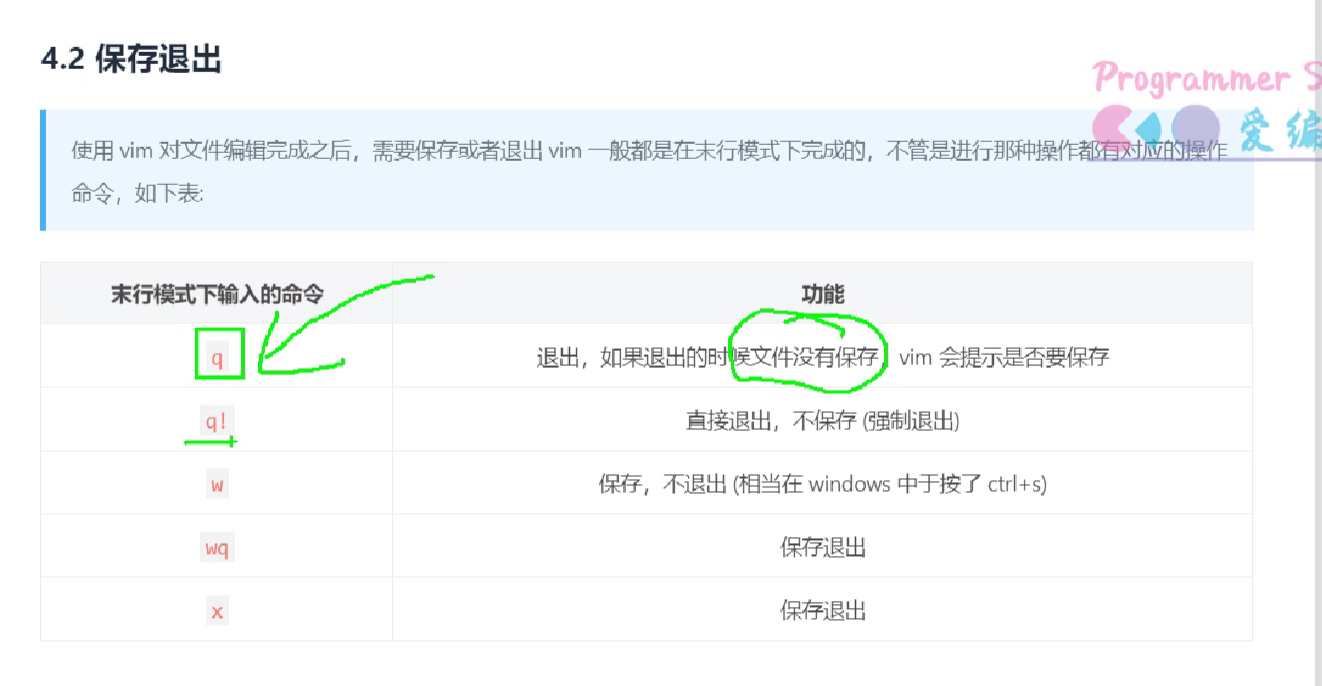 4.2 保存退出
Programmer S
爱编
使用 vim 对文件编辑完成之后，需要保存或者退出 vim 一般都是在末行模式下完成的，不管是进行那种操作都有对应的操作
命令，如下表:
末行模式下输入的命令 功能
q 退出，如果退出的时候文件没有保存，vim 会提示是否要保存
q! 直接退出，不保存 (强制退出)
w 保存，不退出 (相当在 windows 中于按了 ctrl+s)
wq 保存退出
x 保存退出